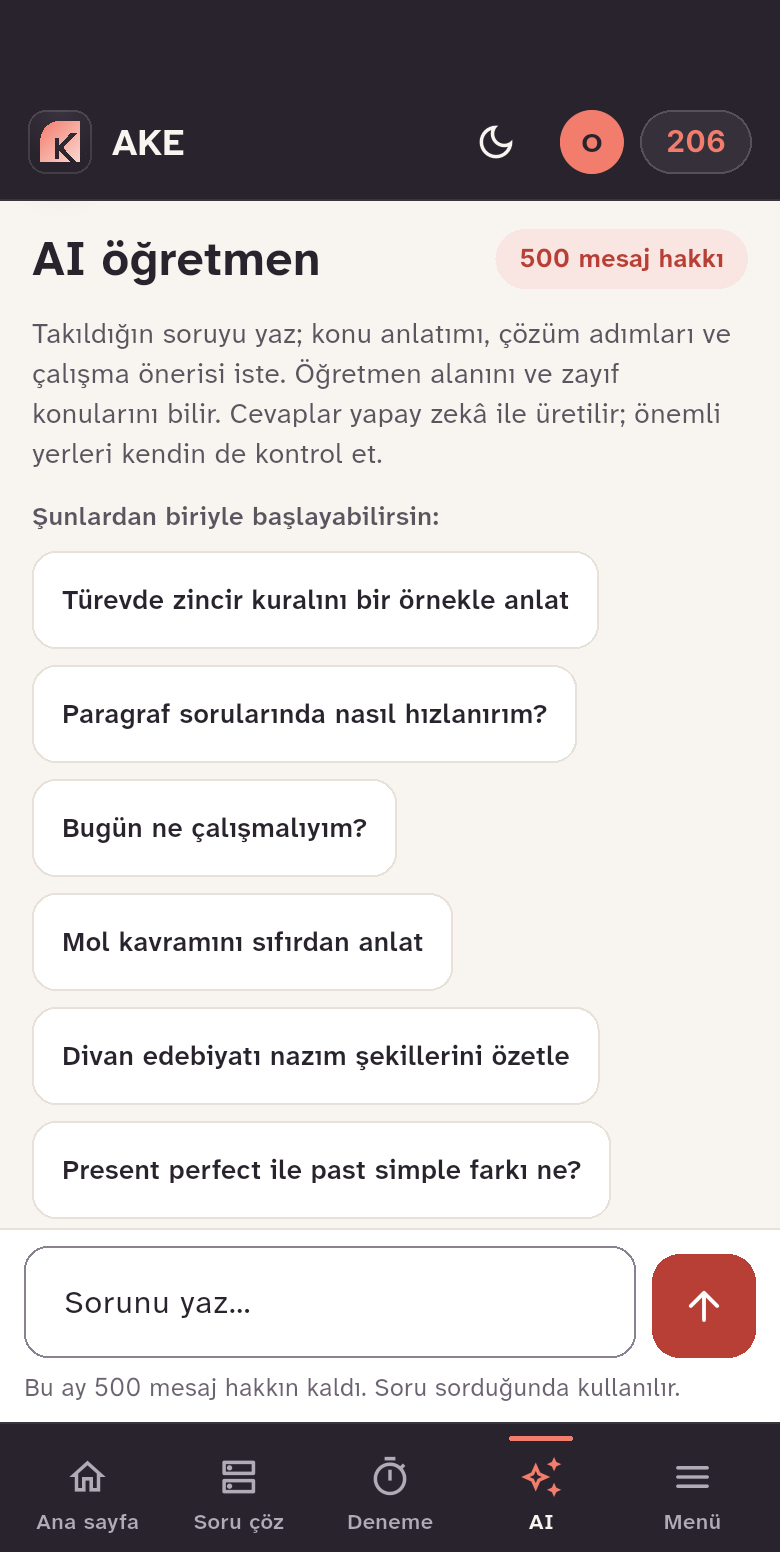 K
AKE
O
206
AI öğretmen
500 mesaj hakkı
Takıldığın soruyu yaz; konu anlatımı, çözüm adımları ve
çalışma önerisi iste. Öğretmen alanını ve zayıf
konularını bilir. Cevaplar yapay zekâ ile üretilir; önemli
yerleri kendin de kontrol et.
Şunlardan biriyle başlayabilirsin:
Türevde zincir kuralını bir örnekle anlat
Paragraf sorularında nasıl hızlanırım?
Bugün ne çalışmalıyım?
Mol kavramını sıfırdan anlat
Divan edebiyatı nazım şekillerini özetle
Present perfect ile past simple farkı ne?
Sorunu yaz...
Bu ay 500 mesaj hakkın kaldı. Soru sorduğunda kullanılır.
Ana sayfa
Soru çöz
Deneme
AI
Menü